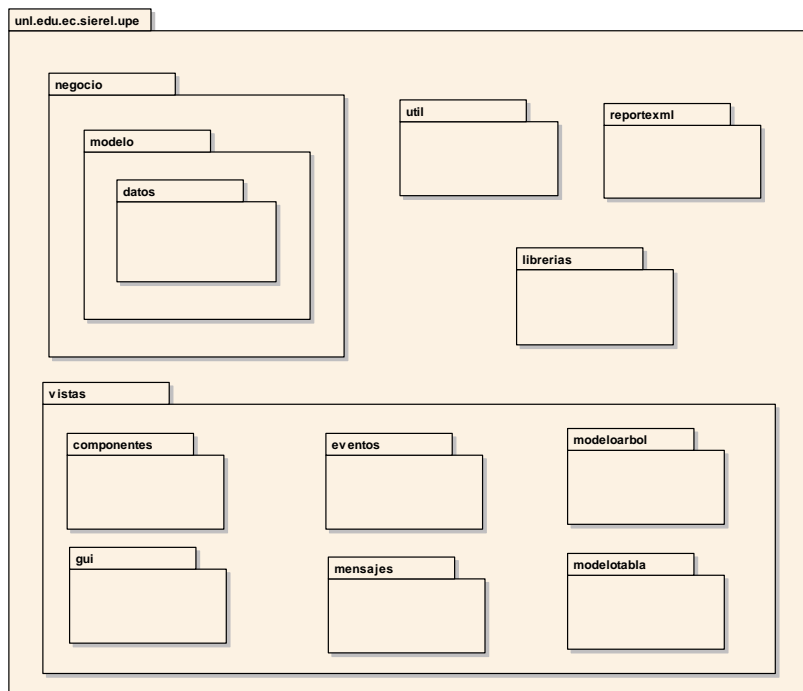 unl.edu.ec.sierel.upe
negocio
modelo
datos
util
reportexml
librerias
vistas
componentes
eventos
modeloarbol
gui
mensajes
modelotabla